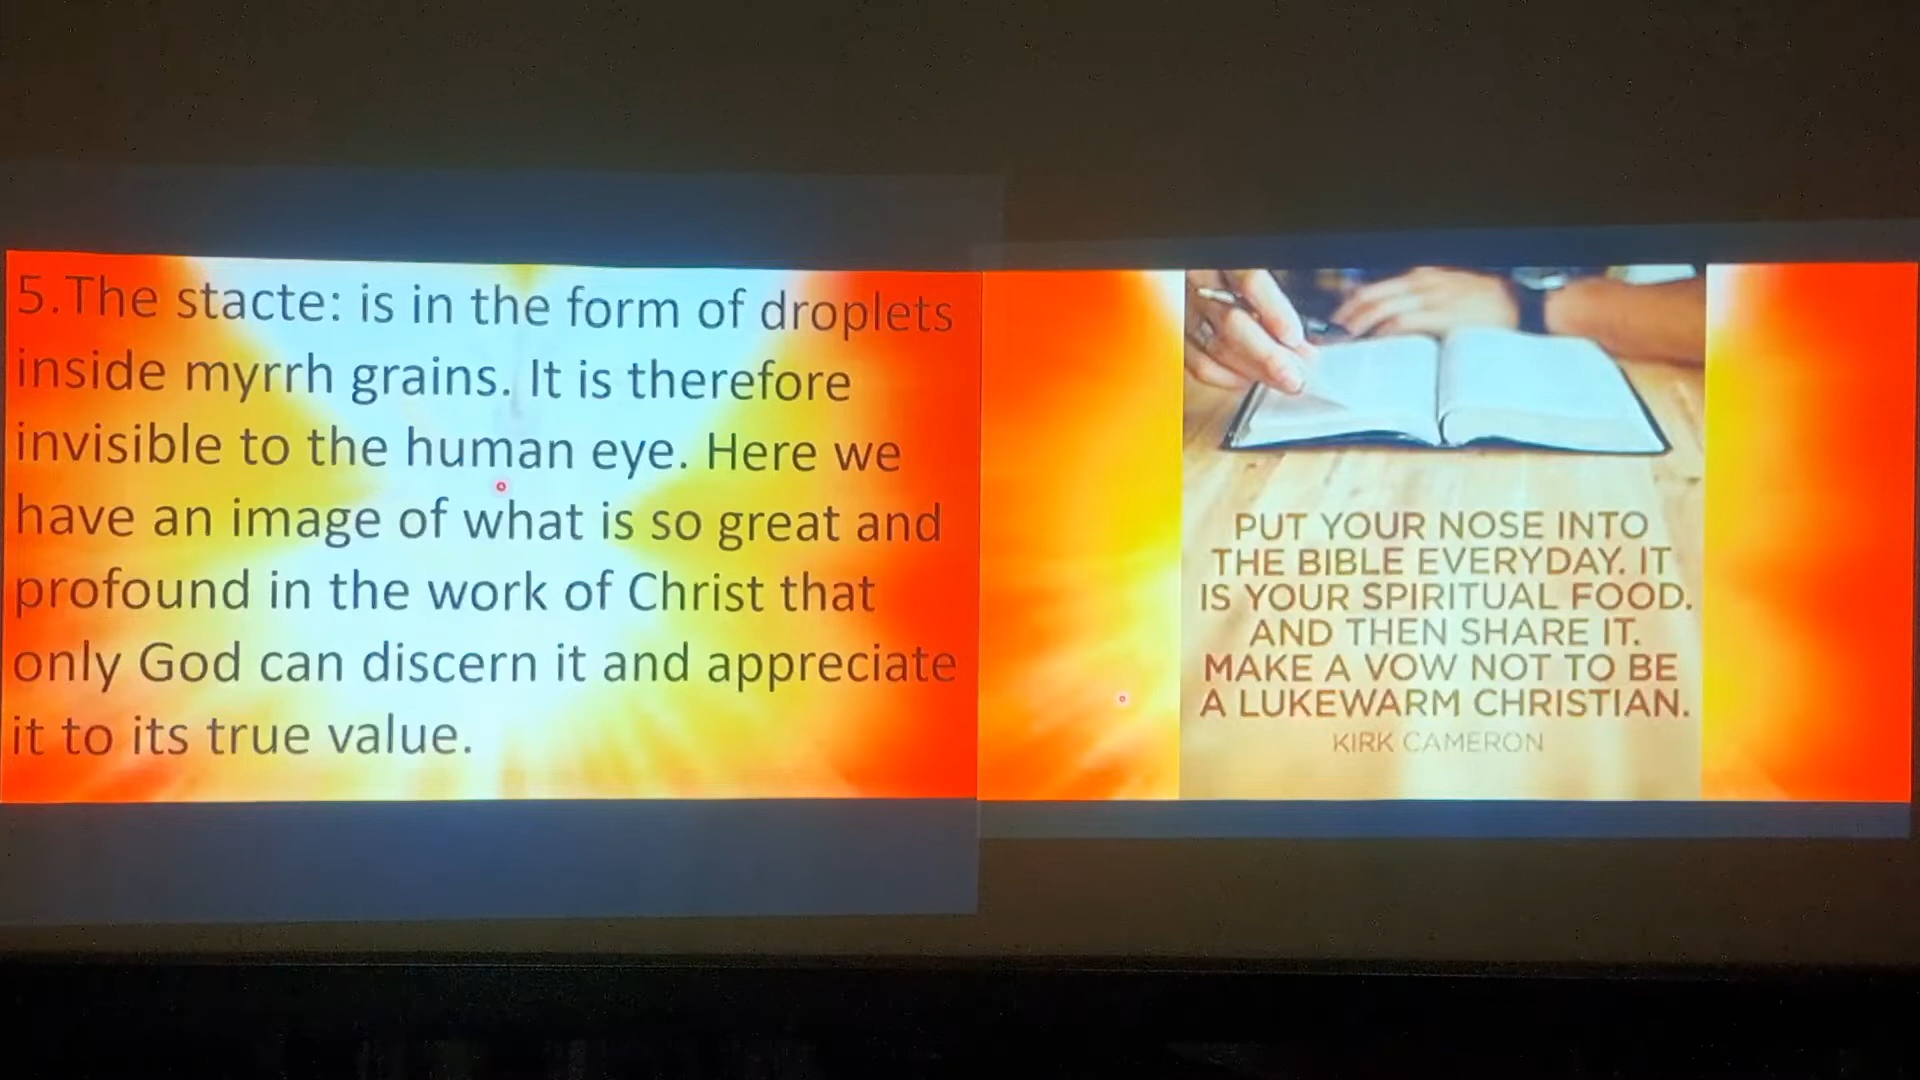 5.The stacte: is in the form of droplets
inside myrrh grains. It is therefore
invisible to the human eye. Here we
have an image of what is so great and
profound in the work of Christ that
only God can discern it and appreciate
it to its true value.
PUT YOUR NOSE INTO
THE BIBLE EVERYDAY. IT
IS YOUR SPIRITUAL FOOD.
AND THEN SHARE IT.
MAKE A VOW NOT TO BE
A LUKEWARM CHRISTIAN.
KIRK CAMERON